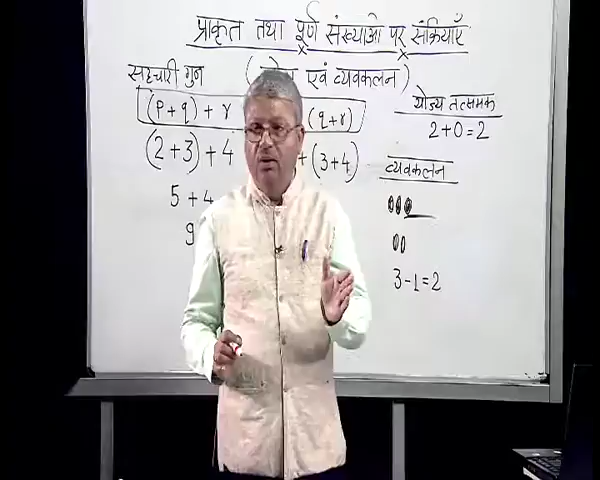 प्राकृत तथा पूर्ण संख्याओ पर संक्रियाएँ
सहचारी गुन ( एवं व्यवकलन)
(p+q)+r (q+r)
(2+3)+4 +(3+4)
5+4
9
योज्य तत्समक
2+0=2
व्यवकलन
3-1=2